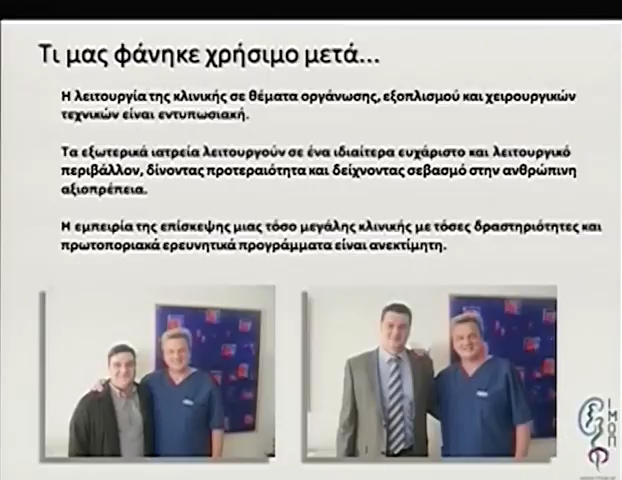 Τι μας φάνηκε χρήσιμο μετά...
Η λειτουργία της κλινικής σε θέματα οργάνωσης, εξοπλισμού και χειρουργικών
τεχνικών είναι εντυπωσιακή.
Τα εξωτερικά ιατρεία λειτουργούν σε ένα ιδιαίτερα ευχάριστο και λειτουργικό
περιβάλλον, δίνοντας προτεραιότητα και δείχνοντας σεβασμό στην ανθρώπινη
αξιοπρέπεια.
Η εμπειρία της επίσκεψης μιας τόσο μεγάλης κλινικής με τόσες δραστηριότητες και
πρωτοποριακά ερευνητικά προγράμματα είναι ανεκτίμητη.
ΙΜΟΠ